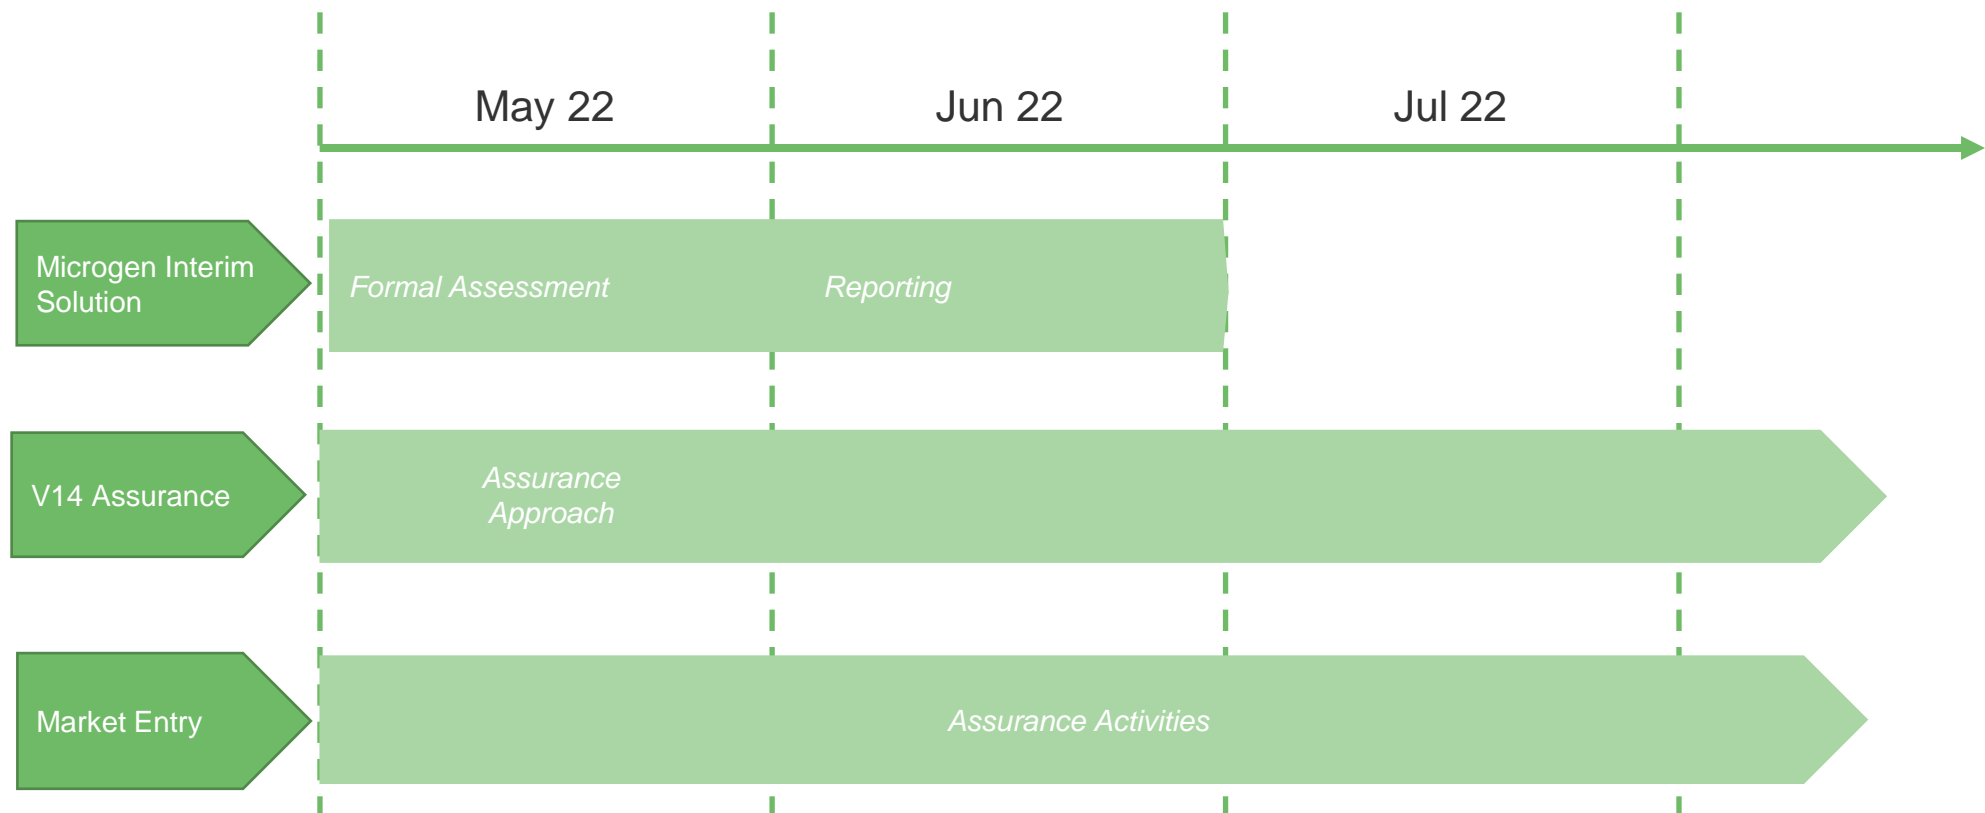 May 22
Jun 22
Jul 22
Microgen Interim
Solution
Formal Assessment
Reporting
V14 Assurance
Assurance
Approach
Market Entry
Assurance Activities